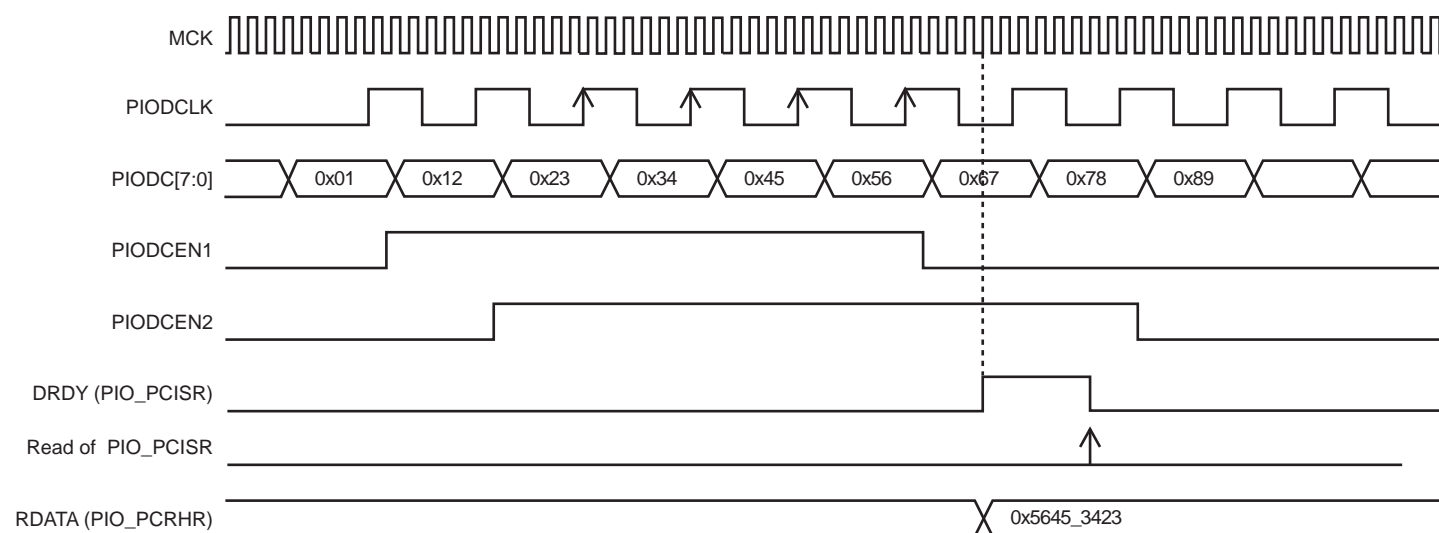 MCK
PIODCLK
PIODC[7:0] 0x01 0x12 0x23 0x34 0x45 0x56 0x67 0x78 0x89
PIODCEN1
PIODCEN2
DRDY (PIO_PCISR)
Read of PIO_PCISR
RDATA (PIO_PCRHR) 0x5645_3423